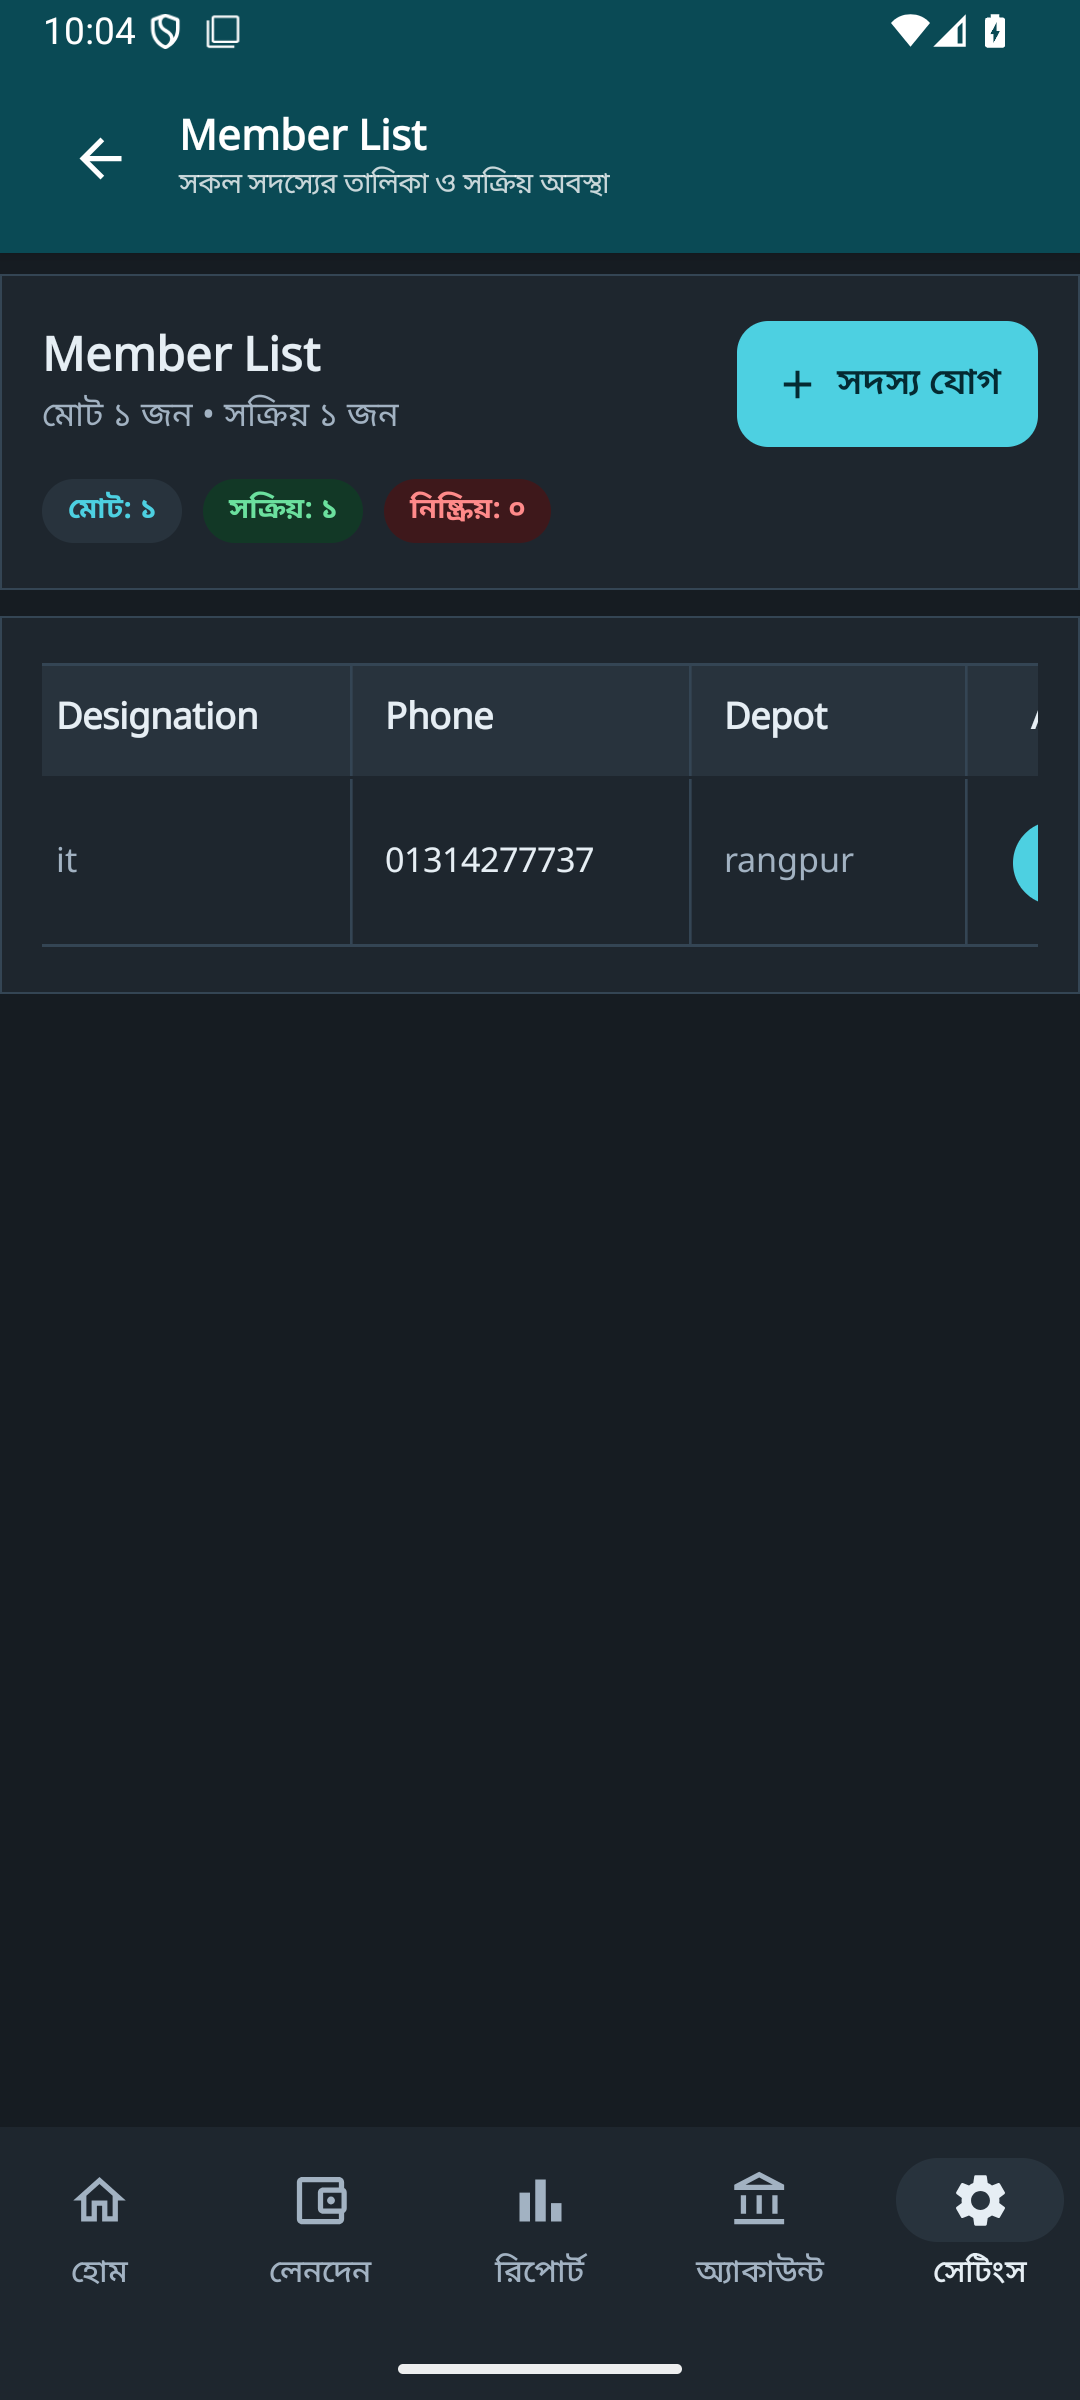 10:04
Member List
সকল সদস্যের তালিকা ও সক্রিয় অবস্থা
Member List
মোট ১ জন • সক্রিয় ১ জন
+ সদস্য যোগ
মোট: ১
সক্রিয়: ১
নিষ্ক্রিয়: ০
Designation Phone Depot
it 01314277737 rangpur
হোম লেনদেন রিপোর্ট অ্যাকাউন্ট সেটিংস